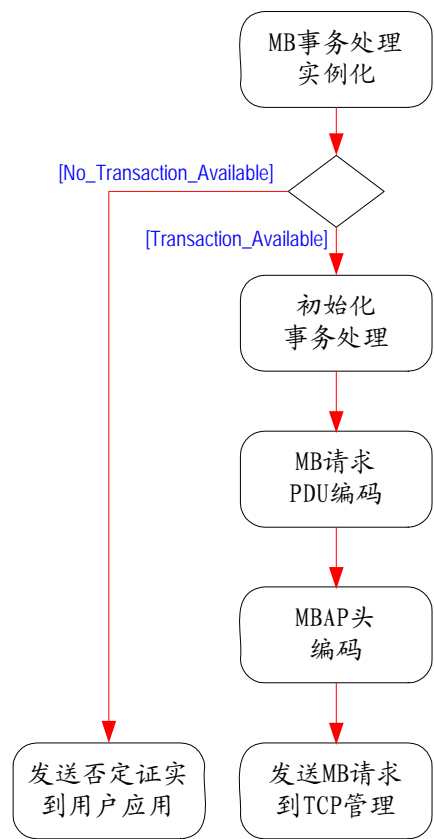 MB事务处理
实例化
[No_Transaction_Available]
[Transaction_Available]
初始化
事务处理
MB请求
PDU编码
MBAP头
编码
发送否定证实
到用户应用
发送MB请求
到TCP管理